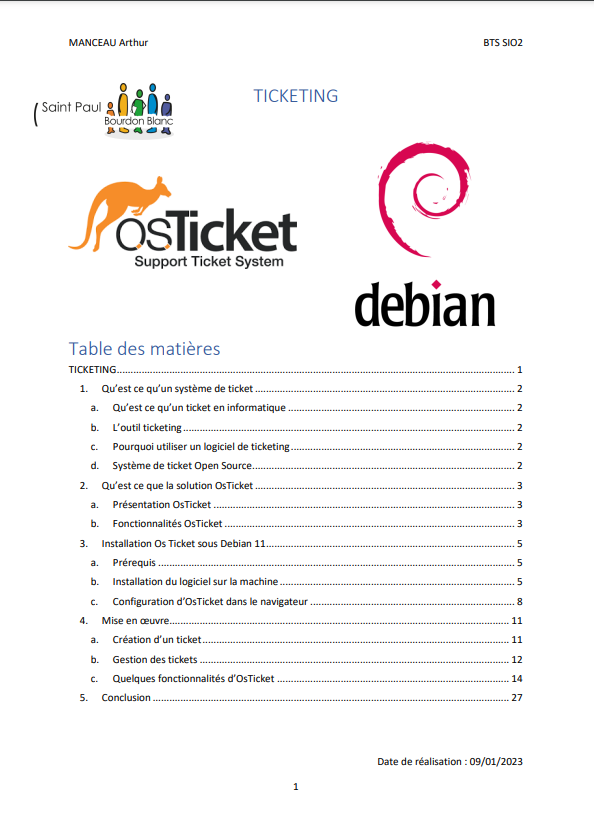 MANCEAU Arthur BTS SIO2
TICKETING
Saint Paul
Bourdon Blanc
OSTicket
Support Ticket System
debian
Table des matières
TICKETING 1
1. Qu’est ce qu’un système de ticket 2
a. Qu’est ce qu’un ticket en informatique 2
b. L’outil ticketing 2
c. Pourquoi utiliser un logiciel de ticketing 2
d. Système de ticket Open Source 2
2. Qu’est ce que la solution OsTicket 3
a. Présentation OsTicket 3
b. Fonctionnalités OsTicket 3
3. Installation Os Ticket sous Debian 11 5
a. Prérequis 5
b. Installation du logiciel sur la machine 5
c. Configuration d’OsTicket dans le navigateur 8
4. Mise en œuvre 11
a. Création d’un ticket 11
b. Gestion des tickets 12
c. Quelques fonctionnalités d’OsTicket 14
5. Conclusion 27
Date de réalisation : 09/01/2023
1